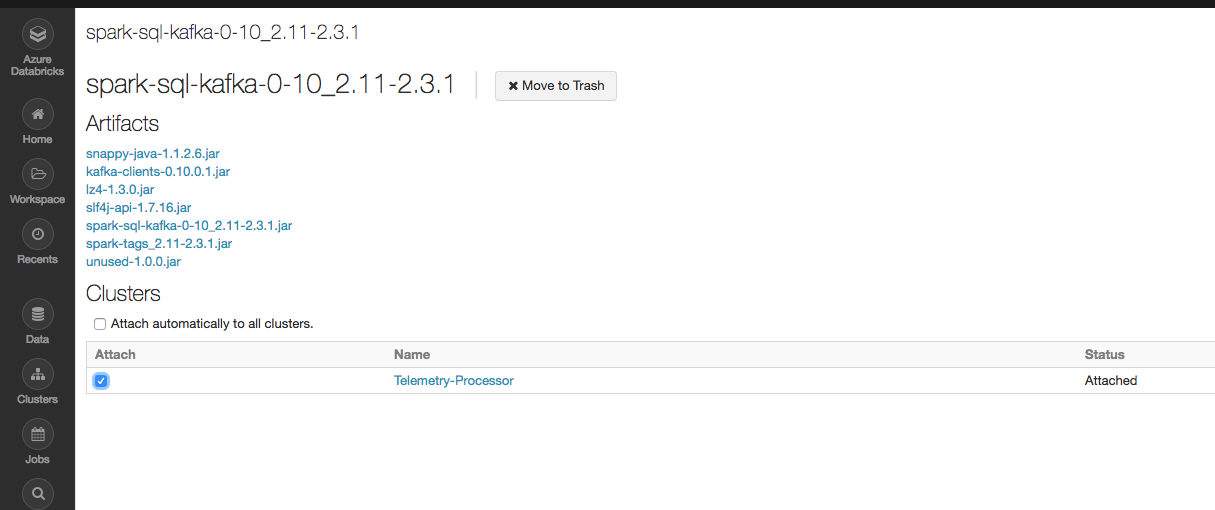 Azure
Databricks
Home
Workspace
Recents
Data
Clusters
Jobs
spark-sql-kafka-0-10_2.11-2.3.1
spark-sql-kafka-0-10_2.11-2.3.1
✖ Move to Trash
Artifacts
snappy-java-1.1.2.6.jar
kafka-clients-0.10.0.1.jar
lz4-1.3.0.jar
slf4j-api-1.7.16.jar
spark-sql-kafka-0-10_2.11-2.3.1.jar
spark-tags_2.11-2.3.1.jar
unused-1.0.0.jar
Clusters
Attach automatically to all clusters.
Attach Name Status
Telemetry-Processor Attached